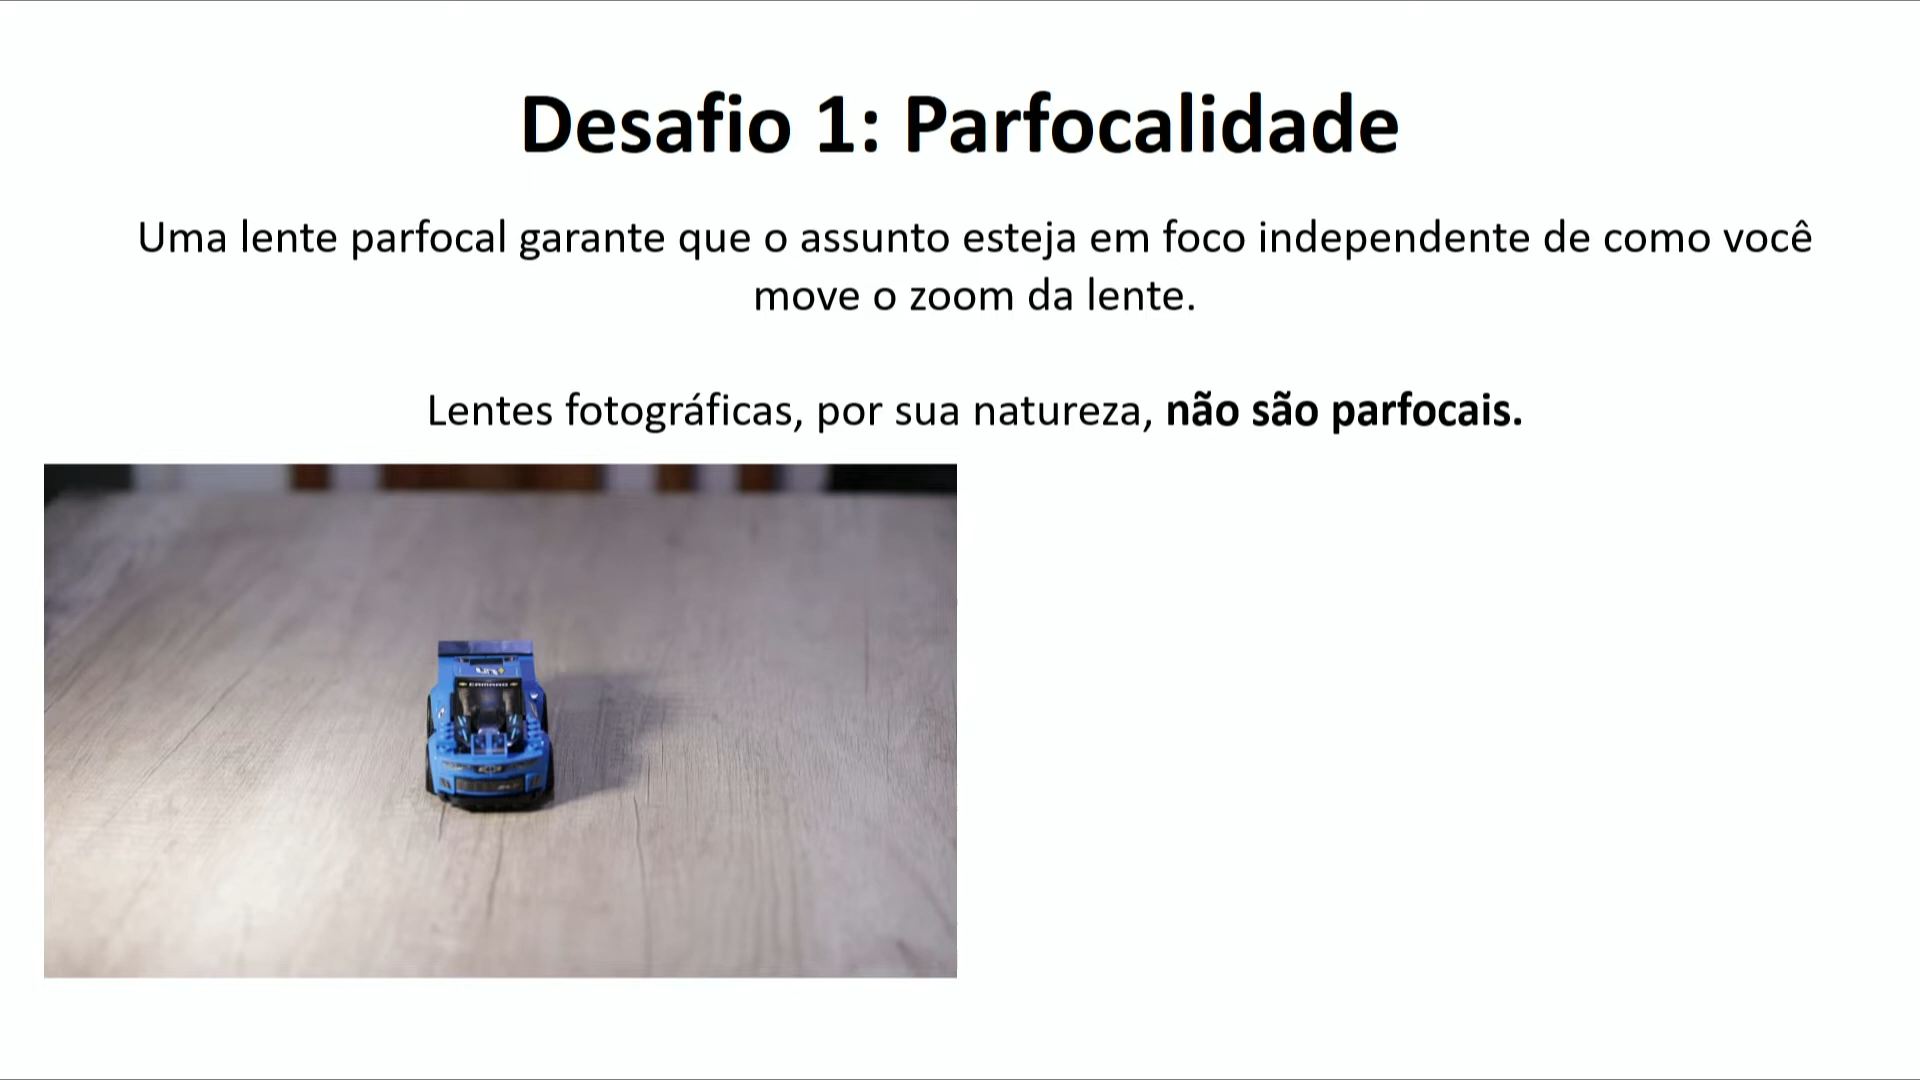 Desafio 1: Parfocalidade
Uma lente parfocal garante que o assunto esteja em foco independente de como você
move o zoom da lente.
Lentes fotográficas, por sua natureza, não são parfocais.
CAMARO